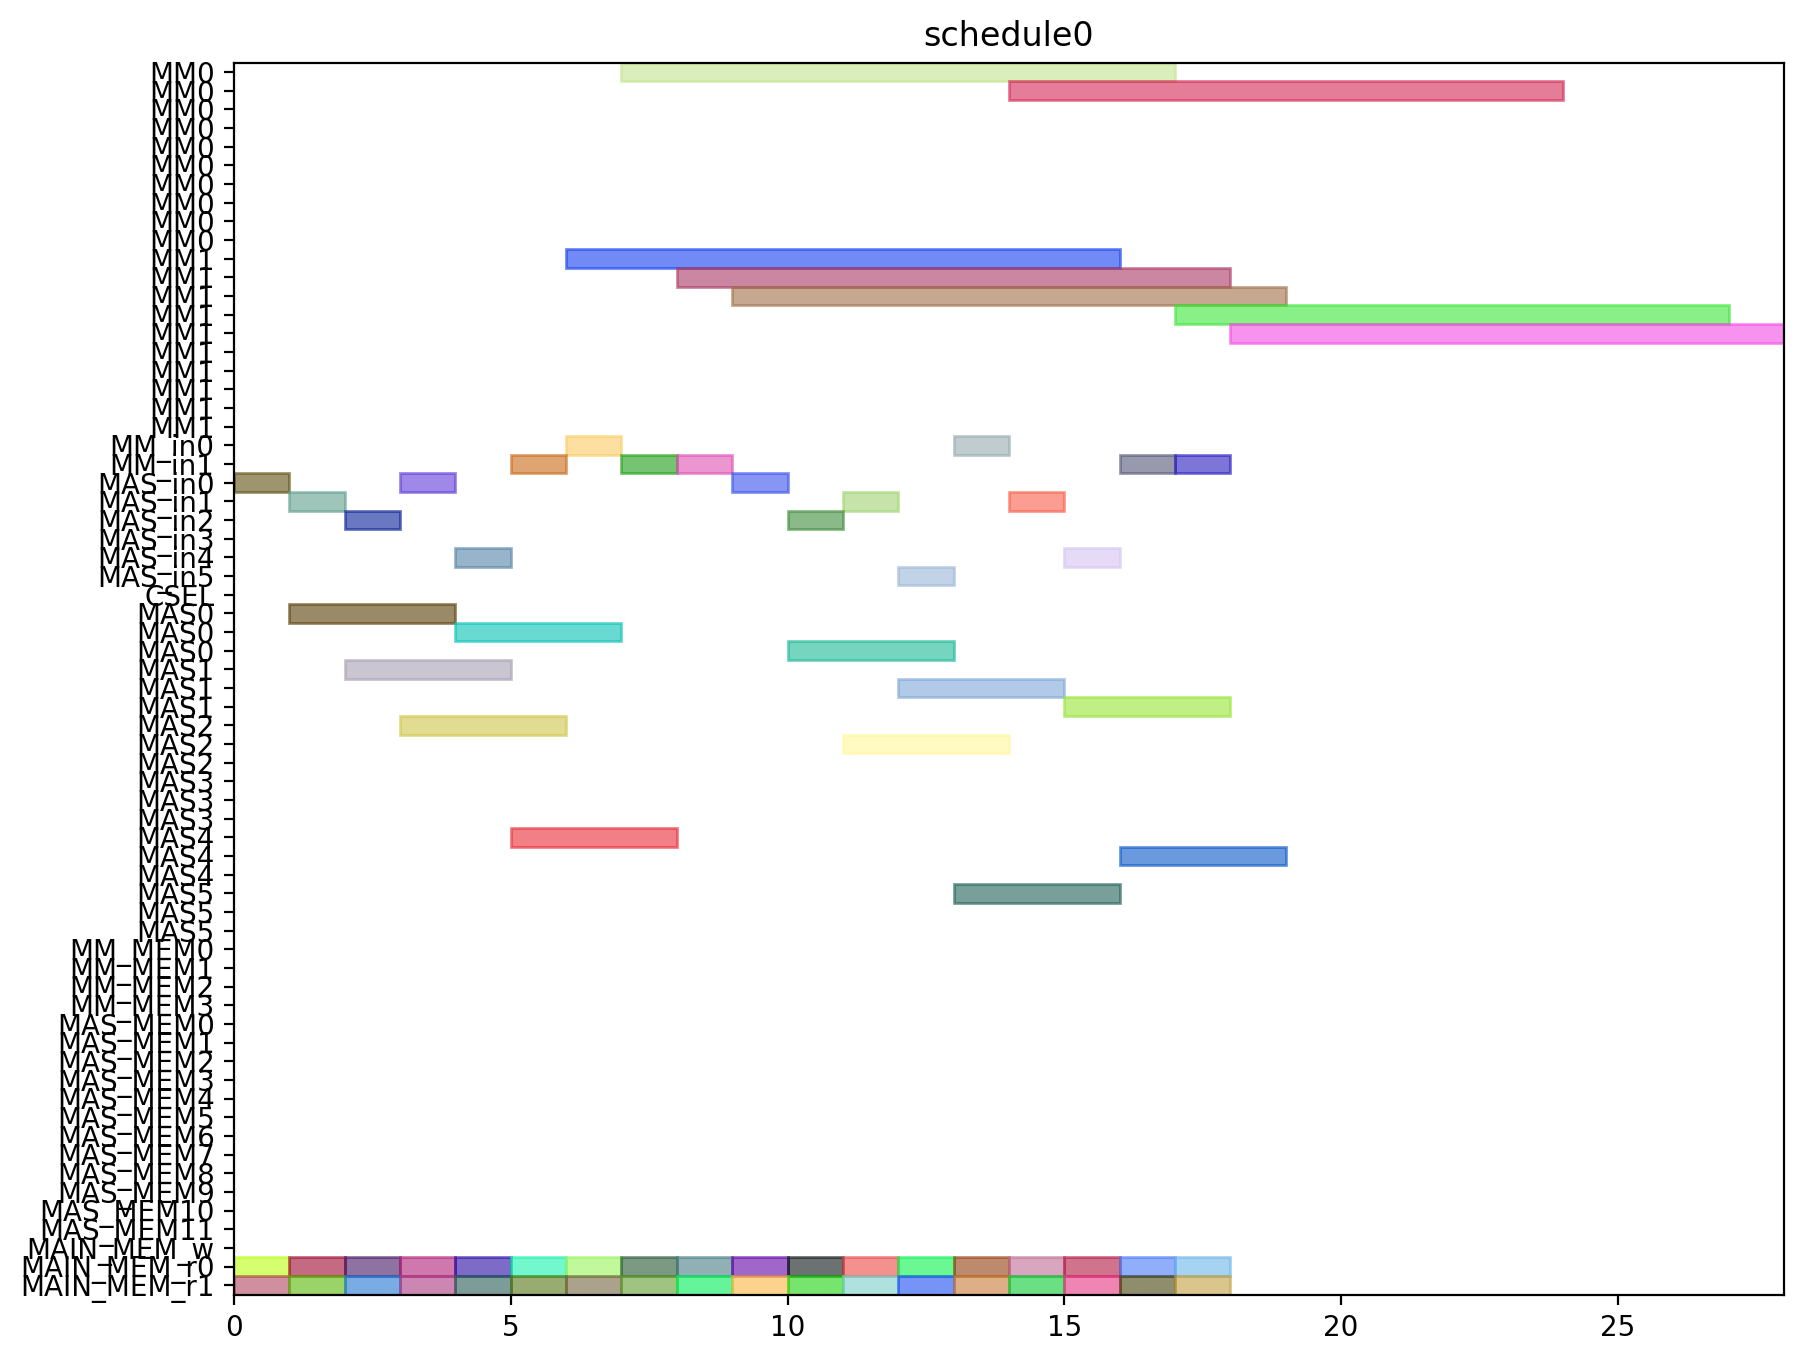 schedule0
MM0
MM0
MM0
MM0
MM0
MM0
MM0
MM0
MM0
MM0
MM1
MM1
MM1
MM1
MM1
MM1
MM1
MM1
MM1
MM1
MM_in0
MM_in1
MAS_in0
MAS_in1
MAS_in2
MAS_in3
MAS_in4
MAS_in5
CSEL
MAS0
MAS0
MAS0
MAS1
MAS1
MAS1
MAS2
MAS2
MAS2
MAS3
MAS3
MAS3
MAS4
MAS4
MAS4
MAS5
MAS5
MAS5
MM_MEM0
MM_MEM1
MM_MEM2
MM_MEM3
MAS_MEM0
MAS_MEM1
MAS_MEM2
MAS_MEM3
MAS_MEM4
MAS_MEM5
MAS_MEM6
MAS_MEM7
MAS_MEM8
MAS_MEM9
MAS_MEM10
MAS_MEM11
MAIN_MEM_w
MAIN_MEM_r0
MAIN_MEM_r1
0 5 10 15 20 25